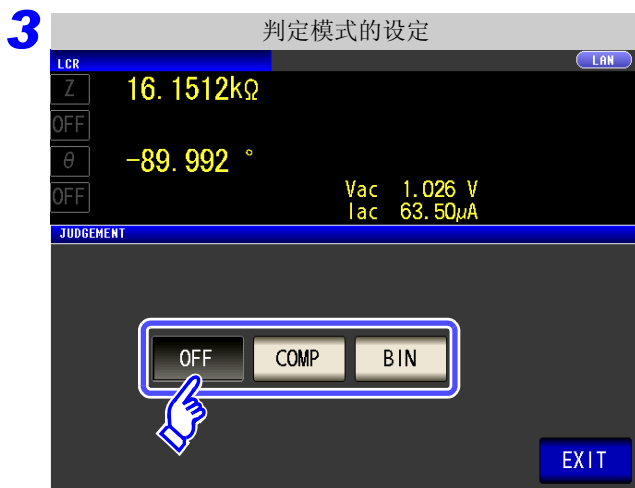 3
判定模式的设定
LCR
LAN
Z 16.1512kΩ
OFF
θ -89.992 °
OFF
Vac 1.026 V
Iac 63.50μA
JUDGEMENT
OFF COMP BIN
EXIT